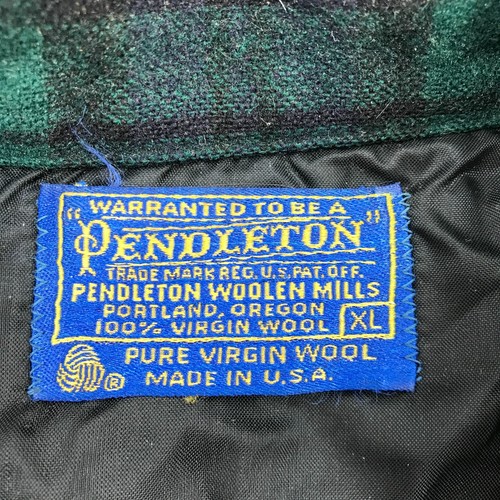 WARRANTED TO BE A
"PENDLETON"
TRADE MARK REG. U.S. PAT. OFF.
PENDLETON WOOLEN MILLS
PORTLAND, OREGON
100% VIRGIN WOOL XL
PURE VIRGIN WOOL
® MADE IN U.S.A.